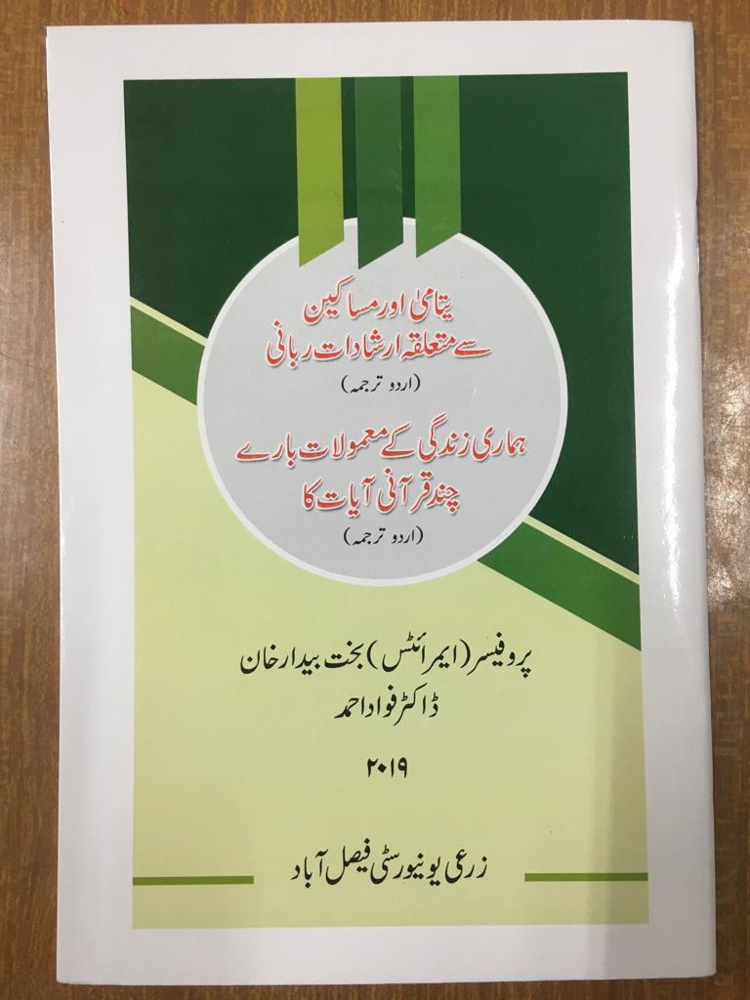 یتامیٰ اور مساکین
سے متعلقہ ارشادات ربانی
(اردو ترجمہ)
ہماری زندگی کے معمولات بارے
چند قرآنی آیات کا
(اردو ترجمہ)
پروفیسر (ایمرائٹس) بخت بیدار خان
ڈاکٹر فواد احمد
۲۰۱۹
زرعی یونیورسٹی فیصل آباد